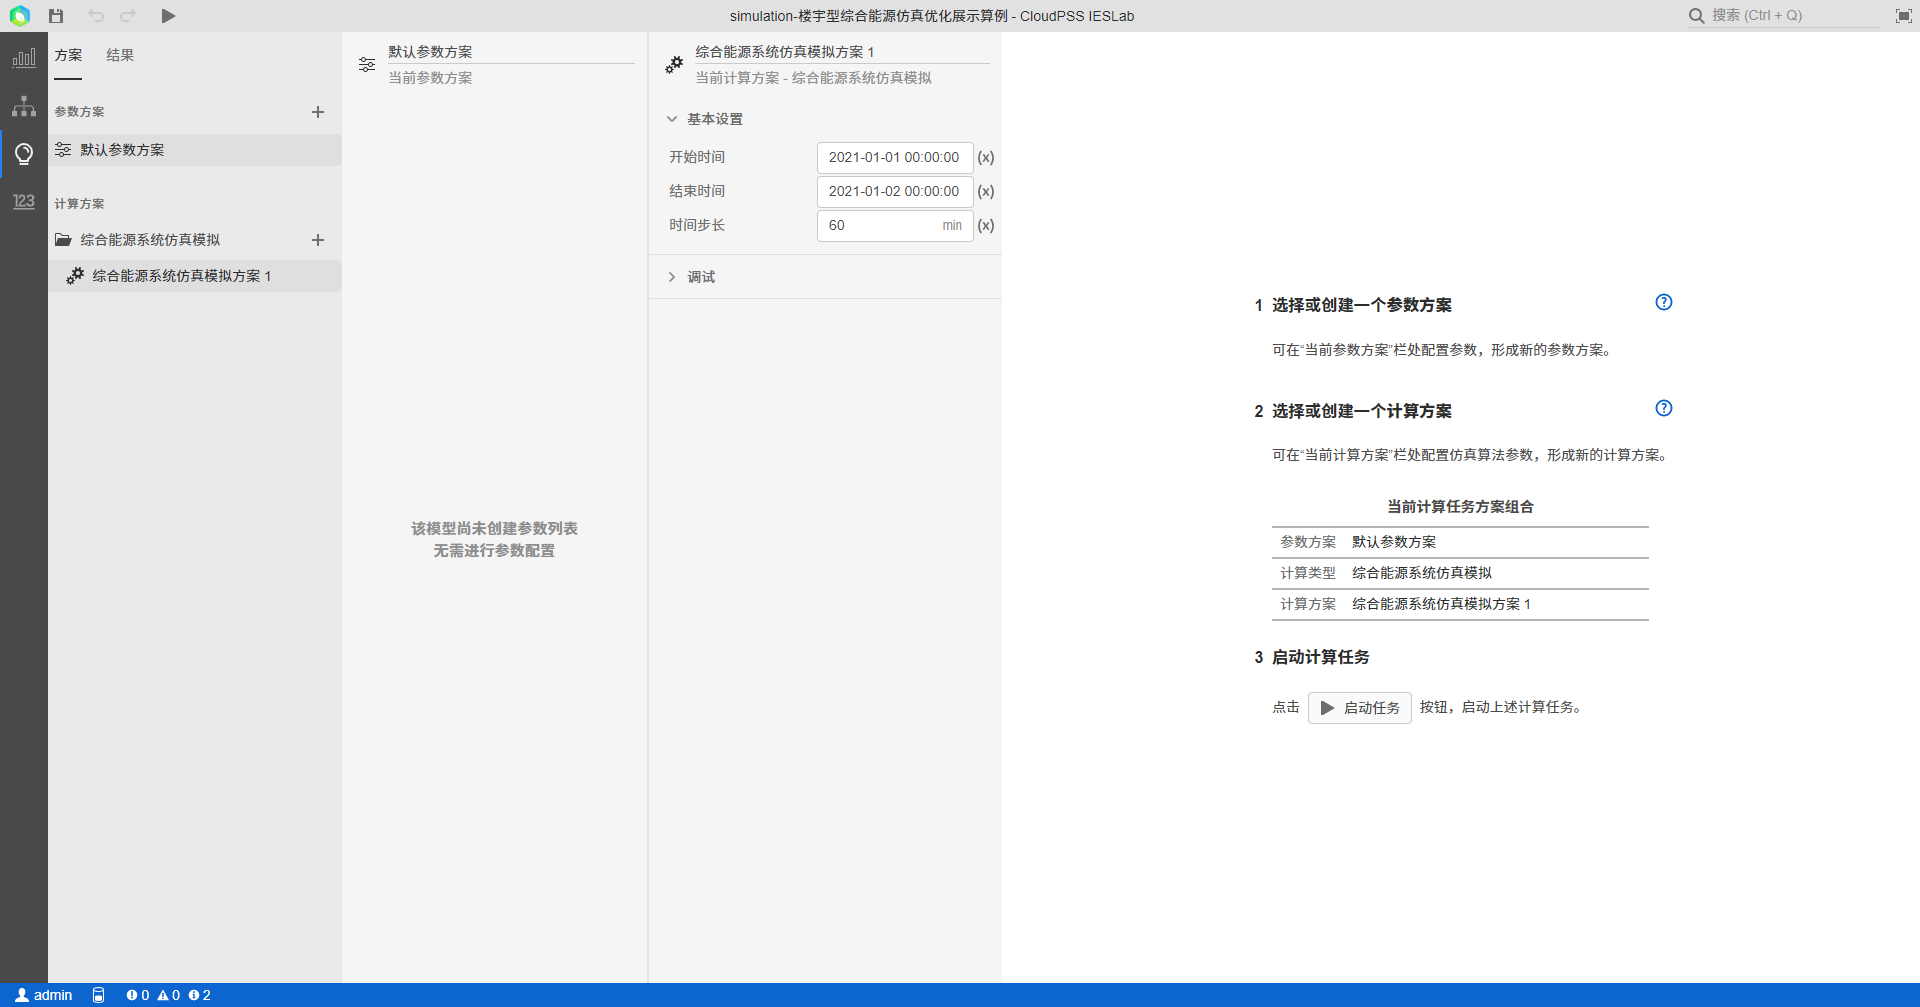 simulation-楼宇型综合能源仿真优化展示算例 - CloudPSS IESLab
搜索 (Ctrl + Q)
方案 结果
参数方案
默认参数方案
计算方案
综合能源系统仿真模拟
综合能源系统仿真模拟方案 1
123
默认参数方案
当前参数方案
该模型尚未创建参数列表
无需进行参数配置
综合能源系统仿真模拟方案 1
当前计算方案 - 综合能源系统仿真模拟
基本设置
开始时间 2021-01-01 00:00:00 (x)
结束时间 2021-01-02 00:00:00 (x)
时间步长 60 min (x)
调试
1 选择或创建一个参数方案
可在“当前参数方案”栏处配置参数，形成新的参数方案。
2 选择或创建一个计算方案
可在“当前计算方案”栏处配置仿真算法参数，形成新的计算方案。
当前计算任务方案组合
参数方案 默认参数方案
计算类型 综合能源系统仿真模拟
计算方案 综合能源系统仿真模拟方案 1
3 启动计算任务
点击 启动任务 按钮，启动上述计算任务。
admin 0 0 2